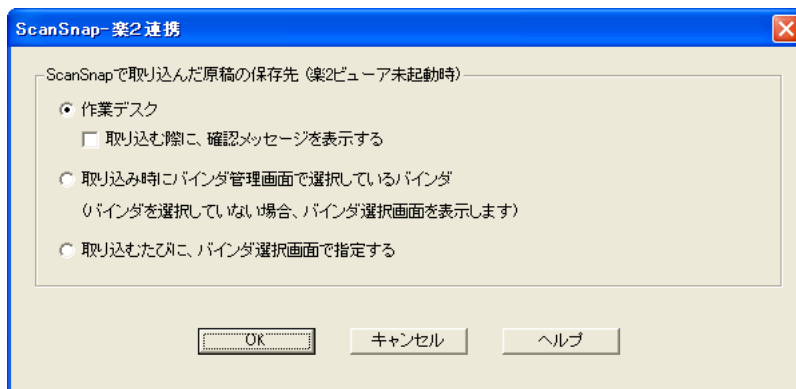 ScanSnap-楽2連携
ScanSnapで取り込んだ原稿の保存先 (楽2ビューア未起動時)
作業デスク
取り込む際に、確認メッセージを表示する
取り込み時にバインダ管理画面で選択しているバインダ
(バインダを選択していない場合、バインダ選択画面を表示します)
取り込むたびに、バインダ選択画面で指定する
OK キャンセル ヘルプ